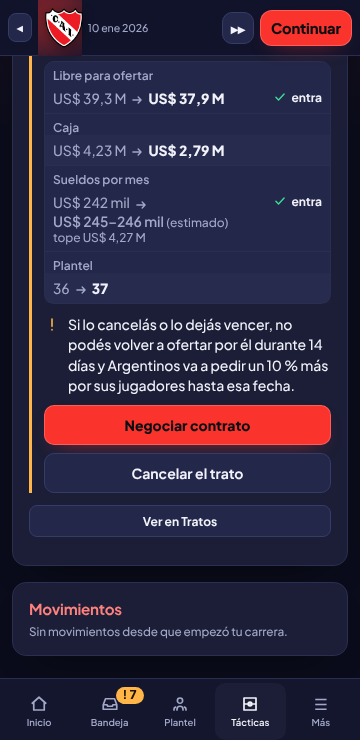 10 ene 2026
Continuar
Libre para ofertar
US$ 39,3 M → US$ 37,9 M
entra
Caja
US$ 4,23 M → US$ 2,79 M
Sueldos por mes
US$ 242 mil →
entra
US$ 245–246 mil (estimado)
tope US$ 4,27 M
Plantel
36 → 37
! Si lo cancelás o lo dejás vencer, no
podés volver a ofertar por él durante 14
días y Argentinos va a pedir un 10 % más
por sus jugadores hasta esa fecha.
Negociar contrato
Cancelar el trato
Ver en Tratos
Movimientos
Sin movimientos desde que empezó tu carrera.
! 7
Inicio
Bandeja
Plantel
Tácticas
Más